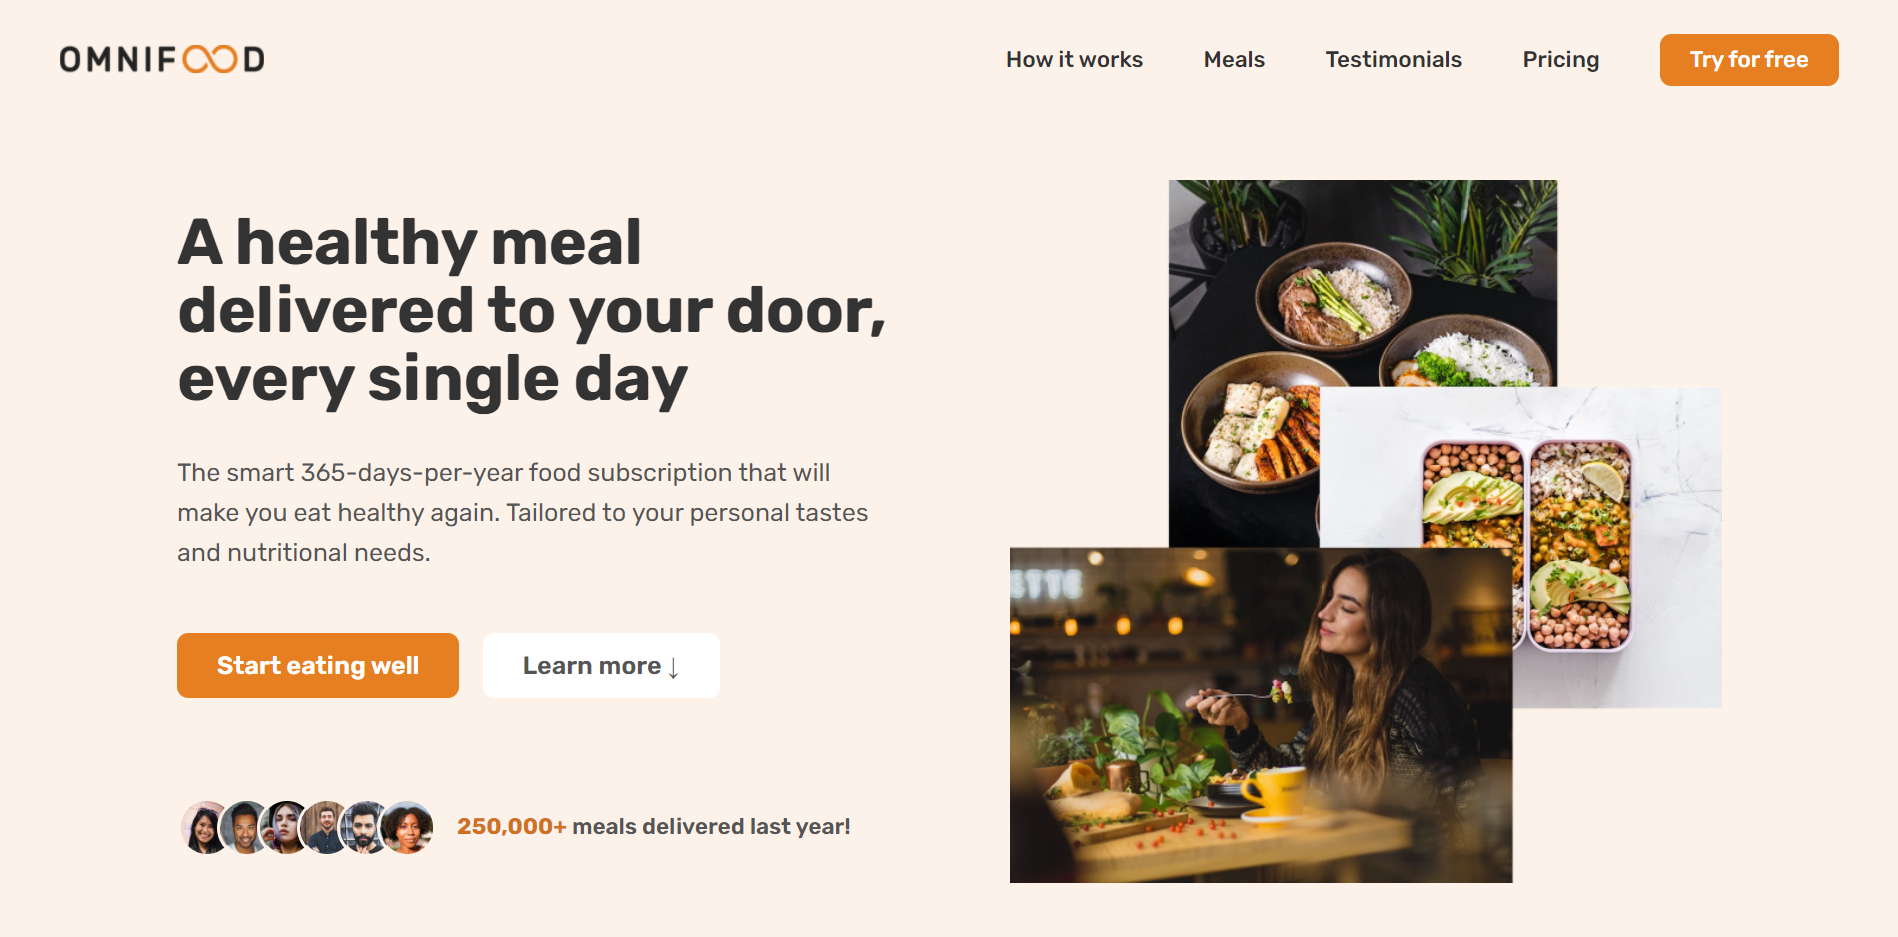 OMNIFOOD
How it works Meals Testimonials Pricing Try for free
A healthy meal
delivered to your door,
every single day
The smart 365-days-per-year food subscription that will
make you eat healthy again. Tailored to your personal tastes
and nutritional needs.
Start eating well Learn more ↓
250,000+ meals delivered last year!
ETTE